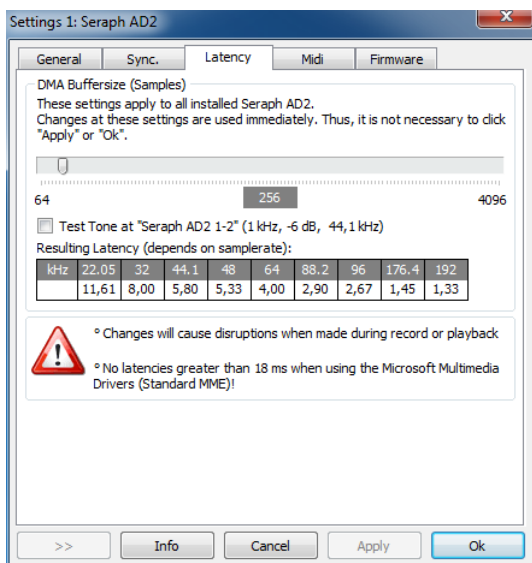 Settings 1: Seraph AD2
General Sync. Latency Midi Firmware
DMA Buffersize (Samples)
These settings apply to all installed Seraph AD2.
Changes at these settings are used immediately. Thus, it is not necessary to click
"Apply" or "Ok".
64 256 4096
Test Tone at "Seraph AD2 1-2" (1 kHz, -6 dB, 44,1 kHz)
Resulting Latency (depends on samplerate):
kHz 22.05 32 44.1 48 64 88.2 96 176.4 192
11,61 8,00 5,80 5,33 4,00 2,90 2,67 1,45 1,33
° Changes will cause disruptions when made during record or playback
° No latencies greater than 18 ms when using the Microsoft Multimedia
Drivers (Standard MME)!
>> Info Cancel Apply Ok